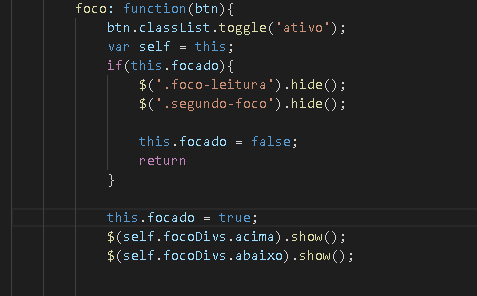 foco: function(btn){
btn.classList.toggle('ativo');
var self = this;
if(this.focado){
$('.foco-leitura').hide();
$('.segundo-foco').hide();
this.focado = false;
return
}
this.focado = true;
$(self.focoDivs.acima).show();
$(self.focoDivs.abaixo).show();